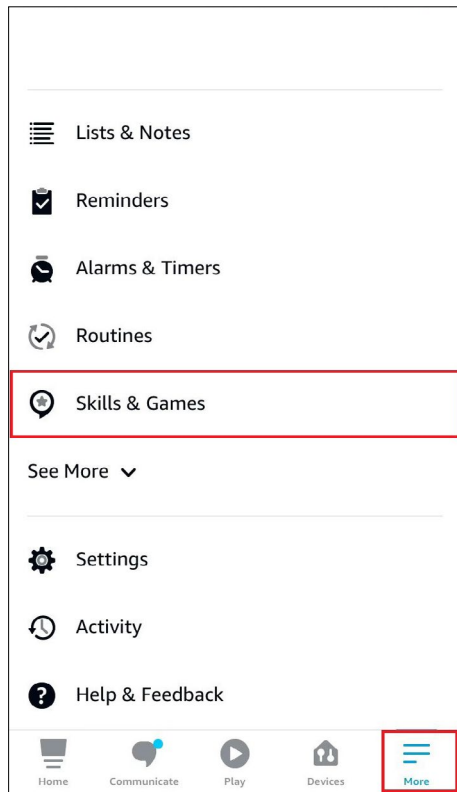 Lists & Notes
Reminders
Alarms & Timers
Routines
Skills & Games
See More
Settings
Activity
Help & Feedback
Home Communicate Play Devices More